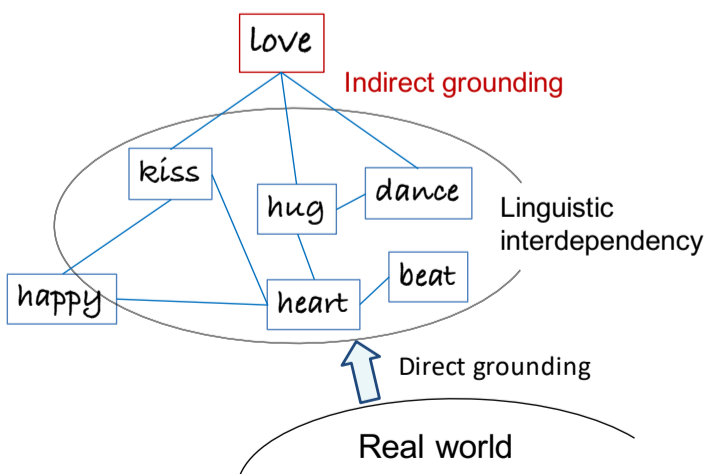 love
Indirect grounding
kiss
dance
hug
Linguistic
interdependency
beat
happy
heart
Direct grounding
Real world